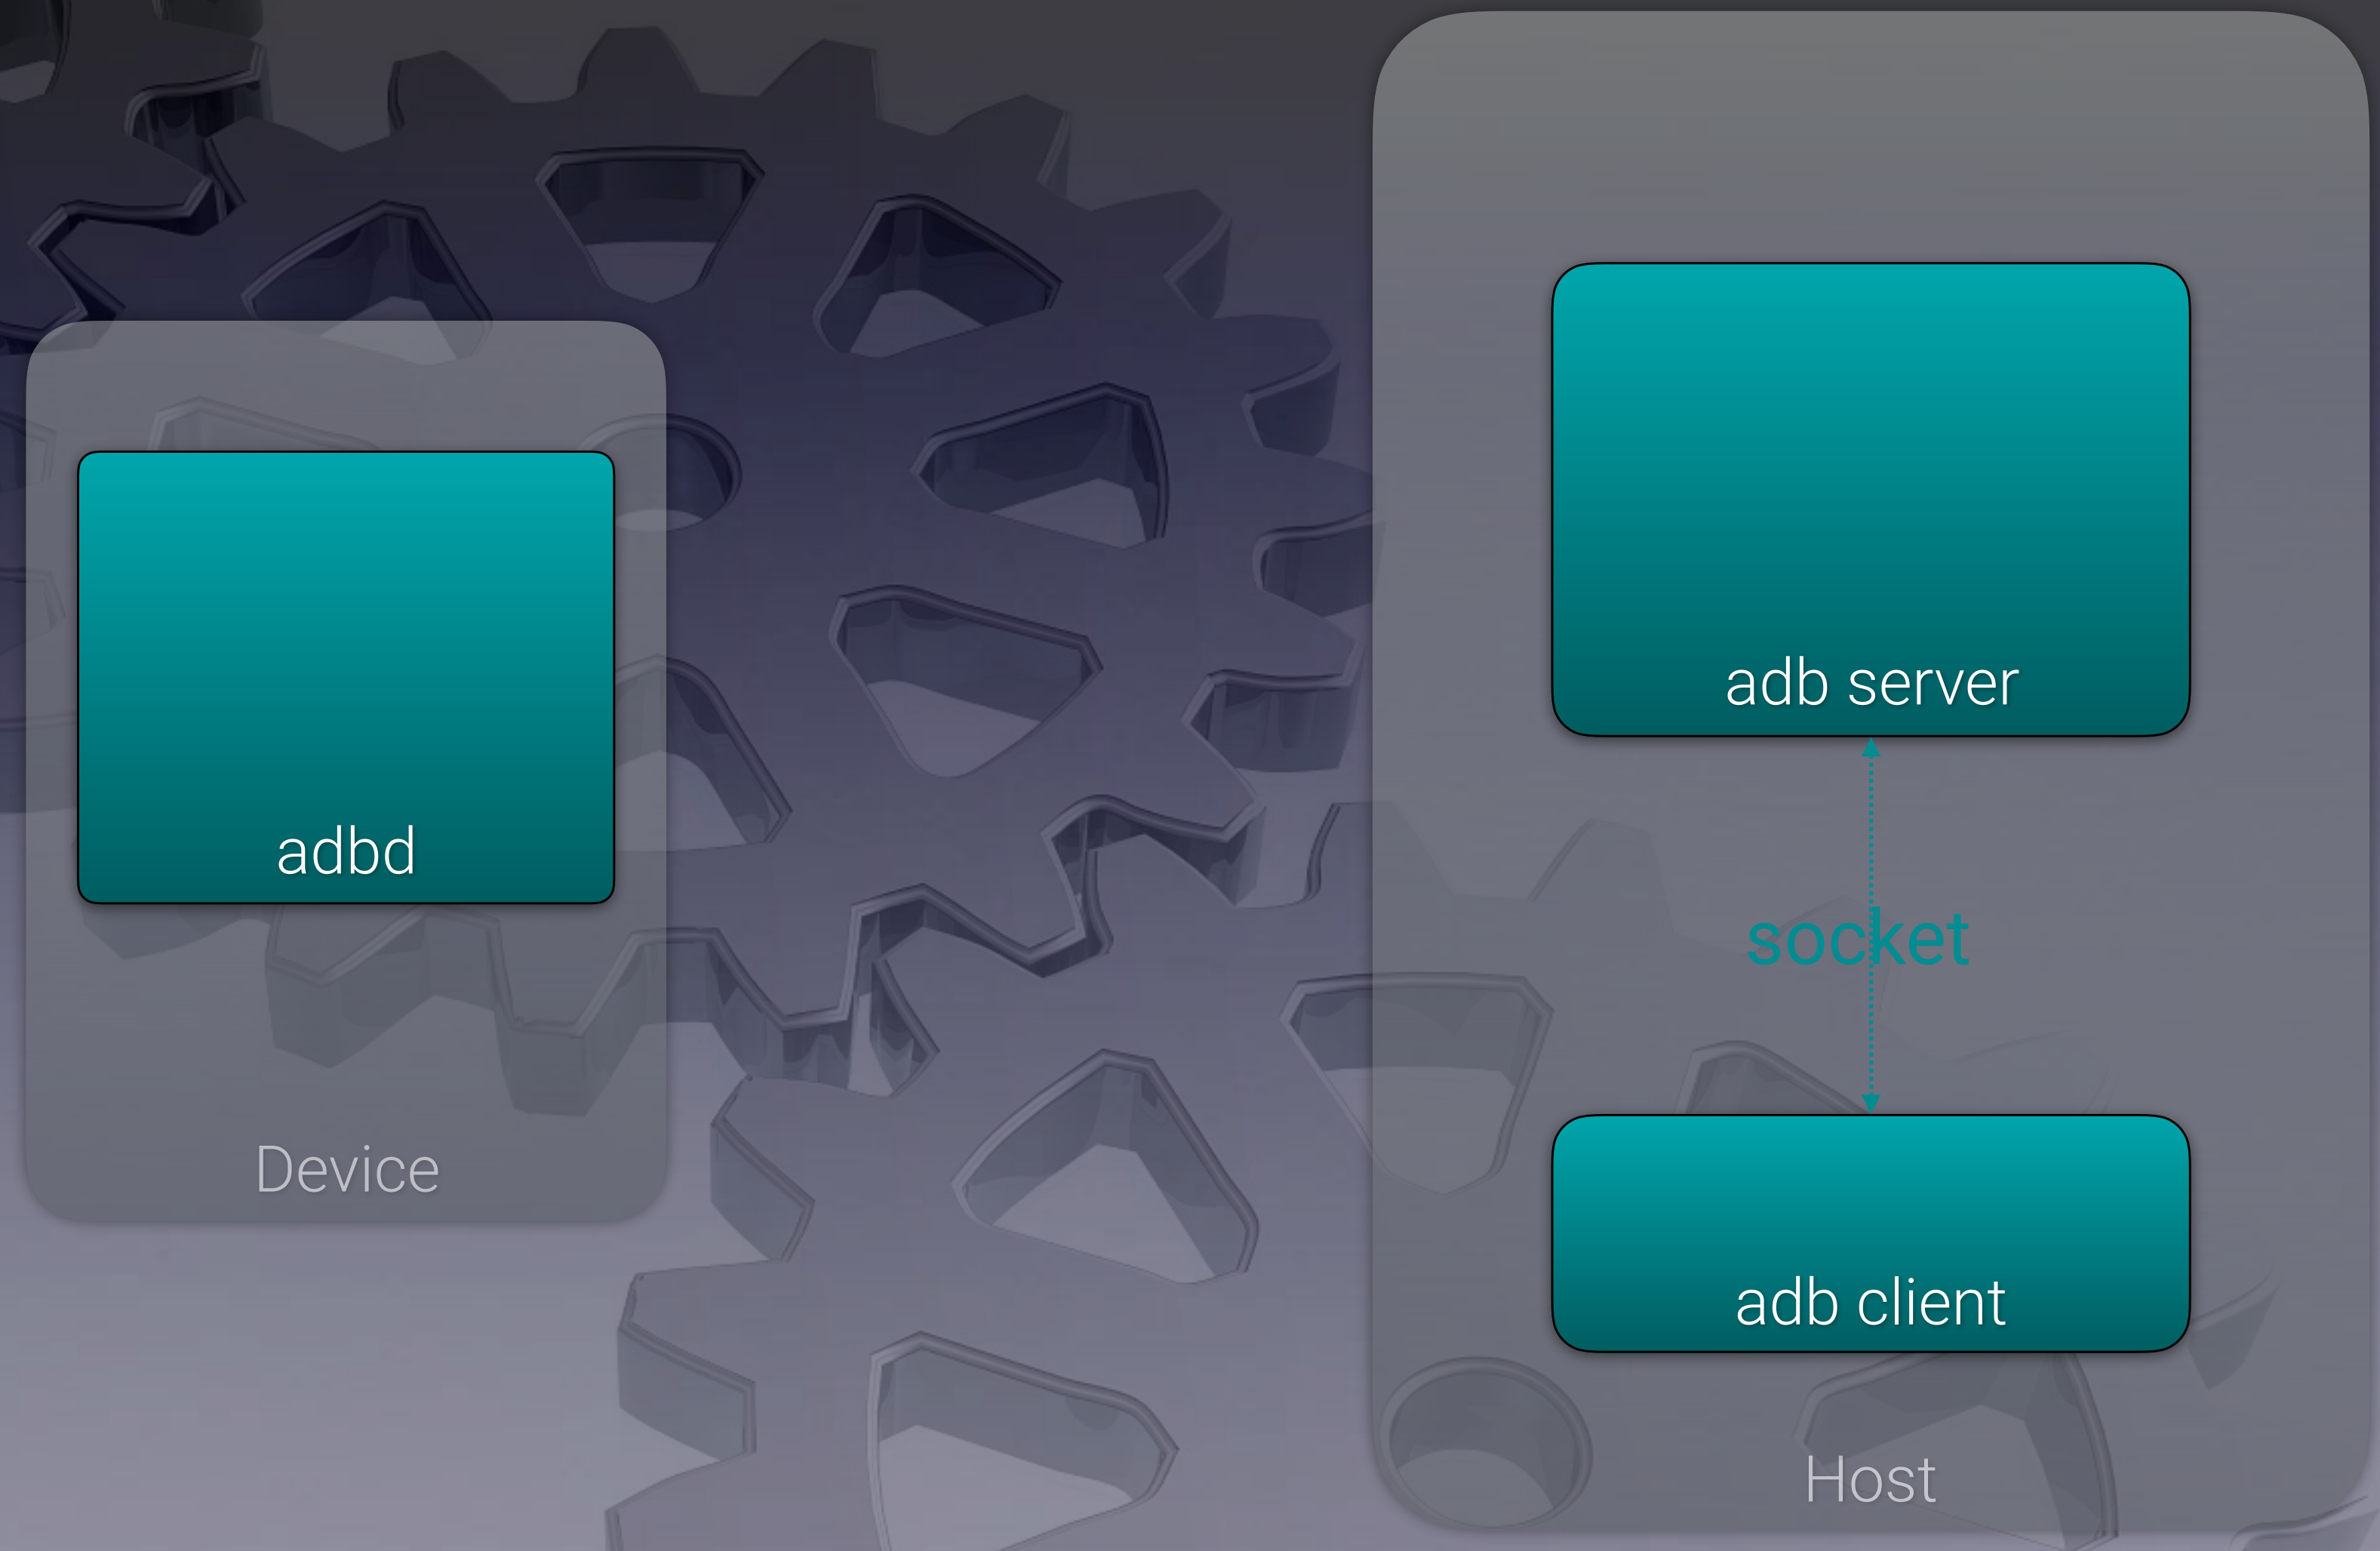 adb server
adbd
socket
Device
adb client
Host